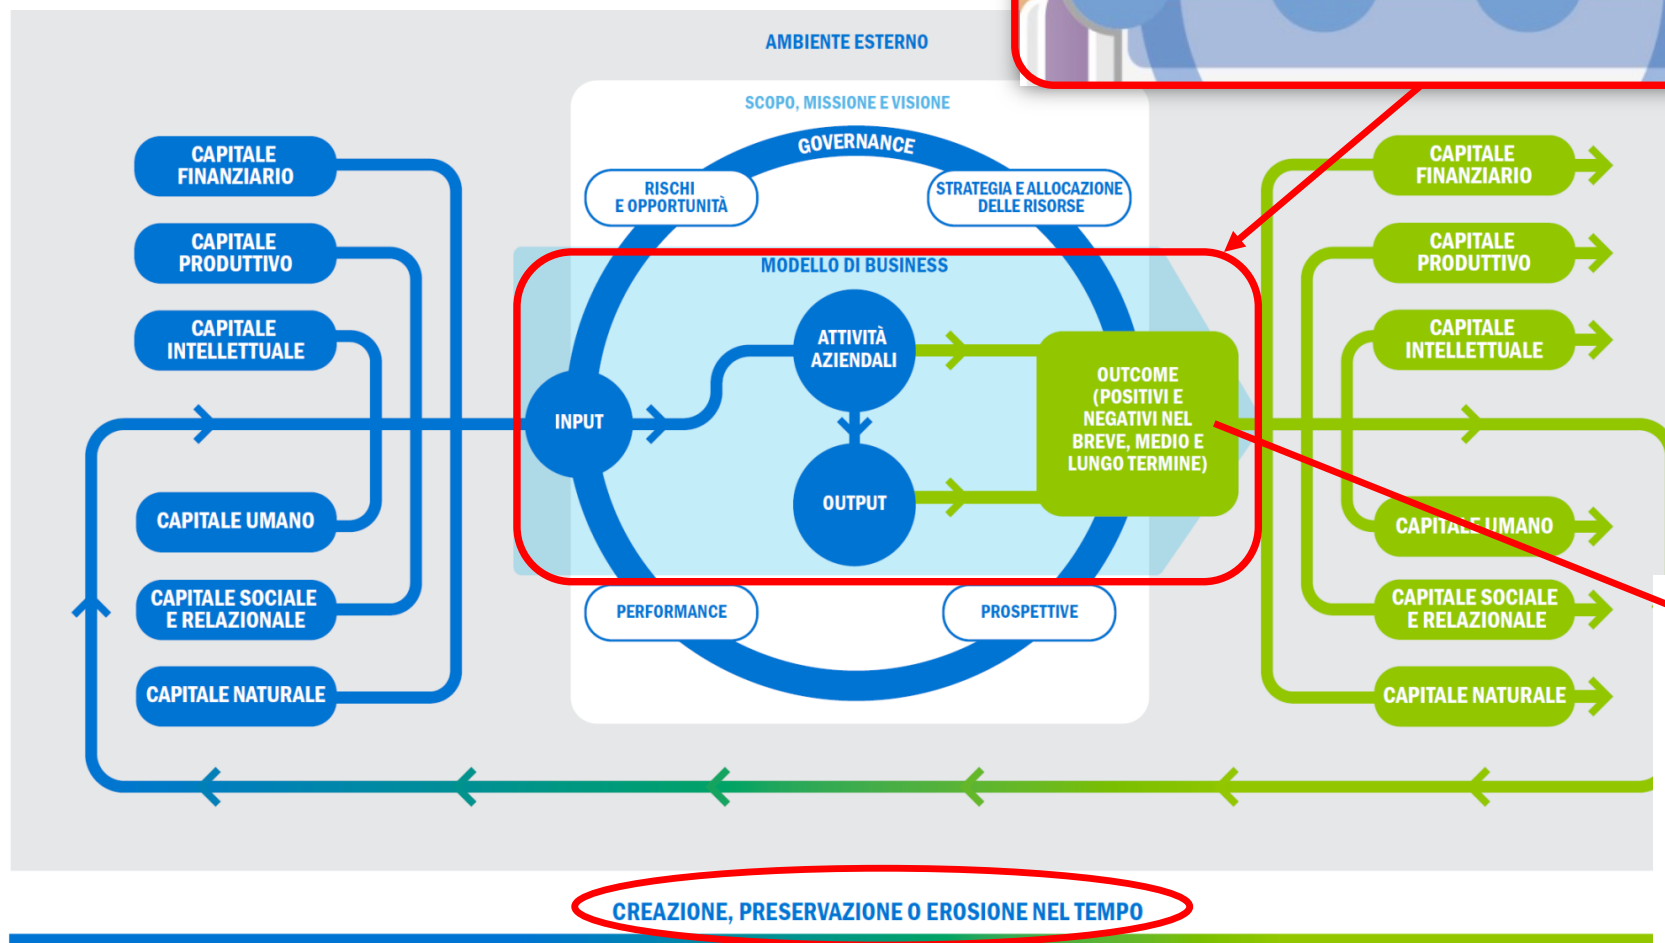 AMBIENTE ESTERNO
SCOPO, MISSIONE E VISIONE
GOVERNANCE
RISCHI
E OPPORTUNITÀ
STRATEGIA E ALLOCAZIONE
DELLE RISORSE
CAPITALE
FINANZIARIO
CAPITALE
PRODUTTIVO
CAPITALE
INTELLETTUALE
CAPITALE UMANO
CAPITALE SOCIALE
E RELAZIONALE
CAPITALE NATURALE
MODELLO DI BUSINESS
INPUT
ATTIVITÀ
AZIENDALI
OUTPUT
OUTCOME
(POSITIVI E
NEGATIVI NEL
BREVE, MEDIO E
LUNGO TERMINE)
PERFORMANCE
PROSPETTIVE
CAPITALE
FINANZIARIO
CAPITALE
PRODUTTIVO
CAPITALE
INTELLETTUALE
CAPITALE UMANO
CAPITALE SOCIALE
E RELAZIONALE
CAPITALE NATURALE
CREAZIONE, PRESERVAZIONE O EROSIONE NEL TEMPO